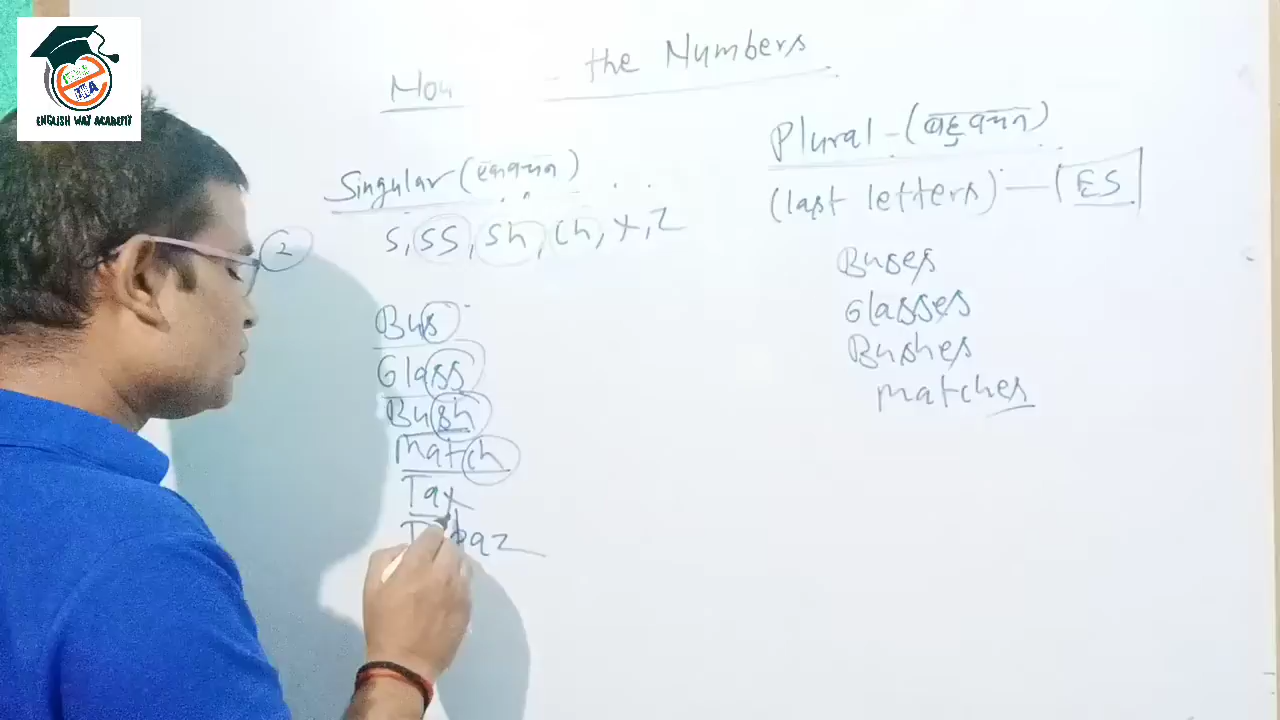 ENGLISH WAY ACADEMY
Nou the Numbers
Singular (एकवचन)
Plural - (बहुवचन)
(last letters) — ES
2
s, ss, sh, ch, x, z
Bus
Buses
Glass
Glasses
Bush
Bushes
Match
matches
Tax